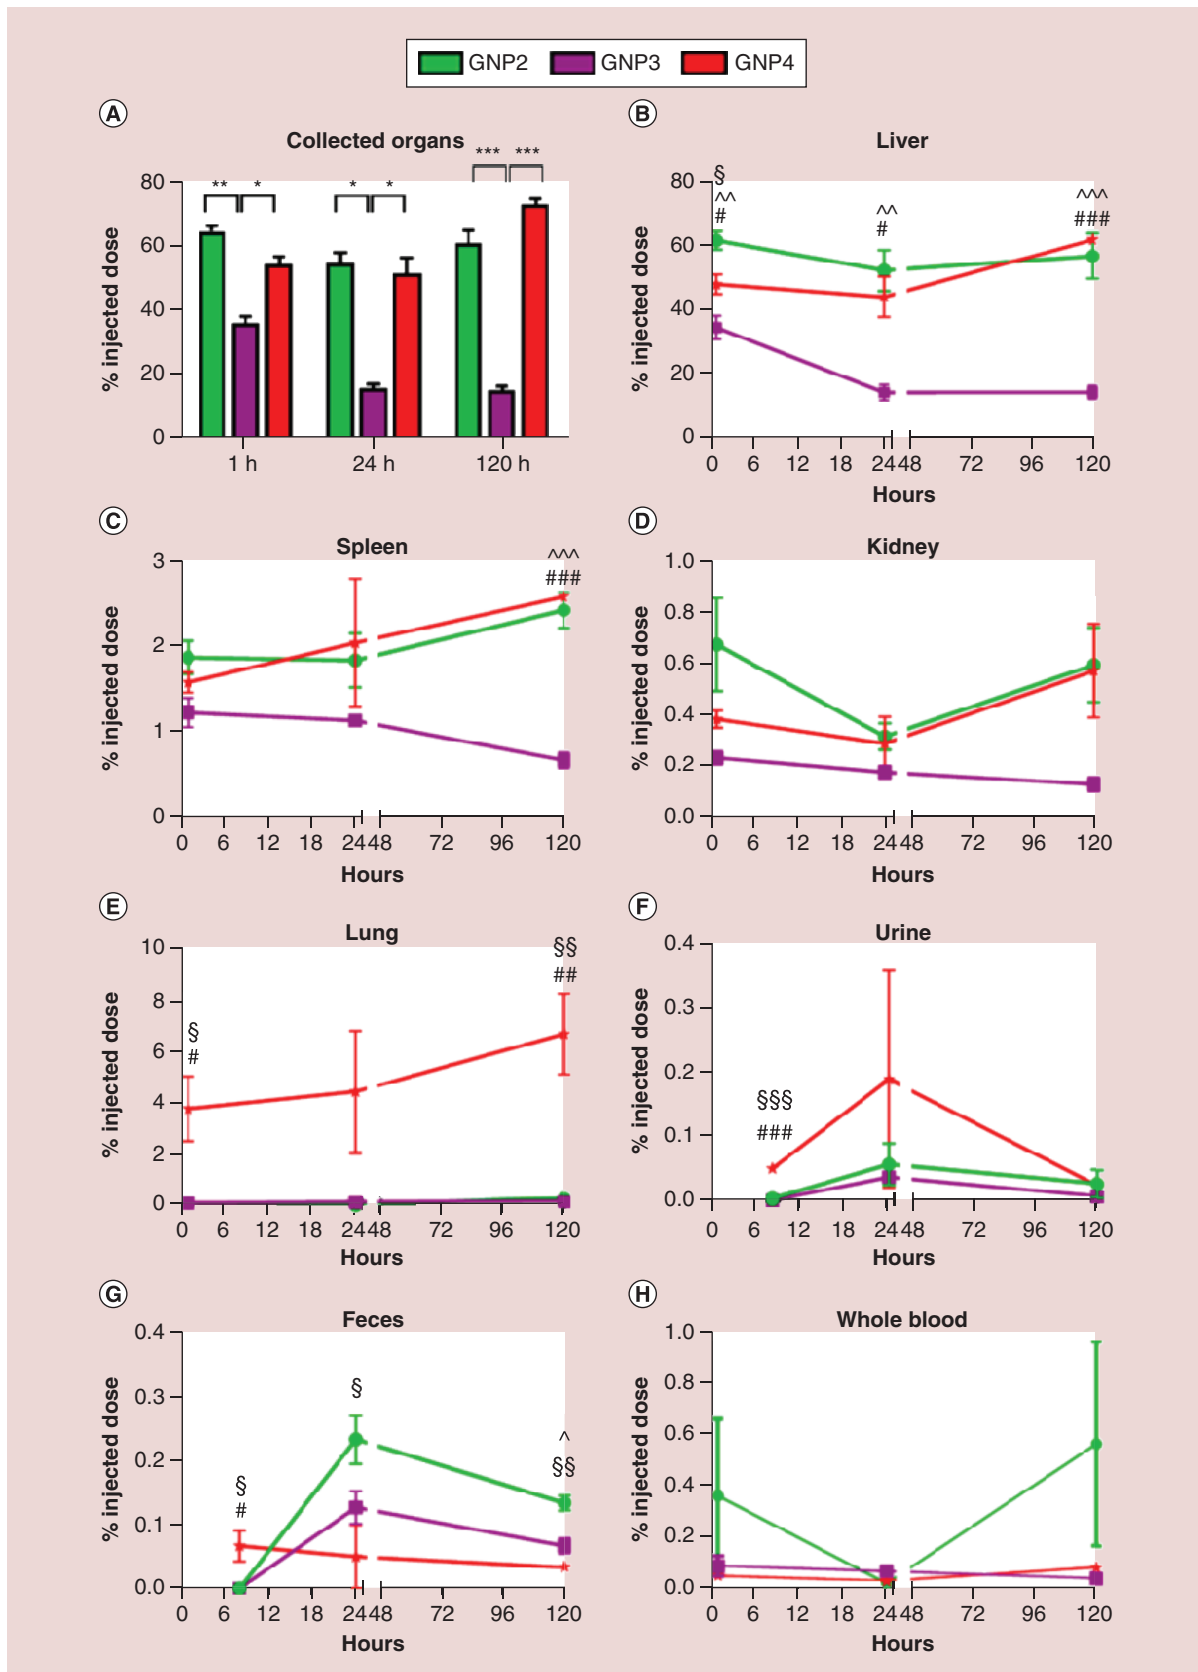 GNP2 GNP3 GNP4
A
Collected organs
*** ***
** * * *
% injected dose
80
60
40
20
0
1 h 24 h 120 h
B
Liver
§
^^
#
^^
#
^^^
###
% injected dose
80
60
40
20
0
0 6 12 18 24 48 72 96 120
Hours
C
Spleen
^^^
###
% injected dose
3
2
1
0
0 6 12 18 24 48 72 96 120
Hours
D
Kidney
% injected dose
1.0
0.8
0.6
0.4
0.2
0.0
0 6 12 18 24 48 72 96 120
Hours
E
Lung
§
#
§§
##
% injected dose
10
8
6
4
2
0
0 6 12 18 24 48 72 96 120
Hours
F
Urine
§§§
###
% injected dose
0.4
0.3
0.2
0.1
0.0
0 6 12 18 24 48 72 96 120
Hours
G
Feces
§
#
§
^
§§
% injected dose
0.4
0.3
0.2
0.1
0.0
0 6 12 18 24 48 72 96 120
Hours
H
Whole blood
% injected dose
1.0
0.8
0.6
0.4
0.2
0.0
0 6 12 18 24 48 72 96 120
Hours